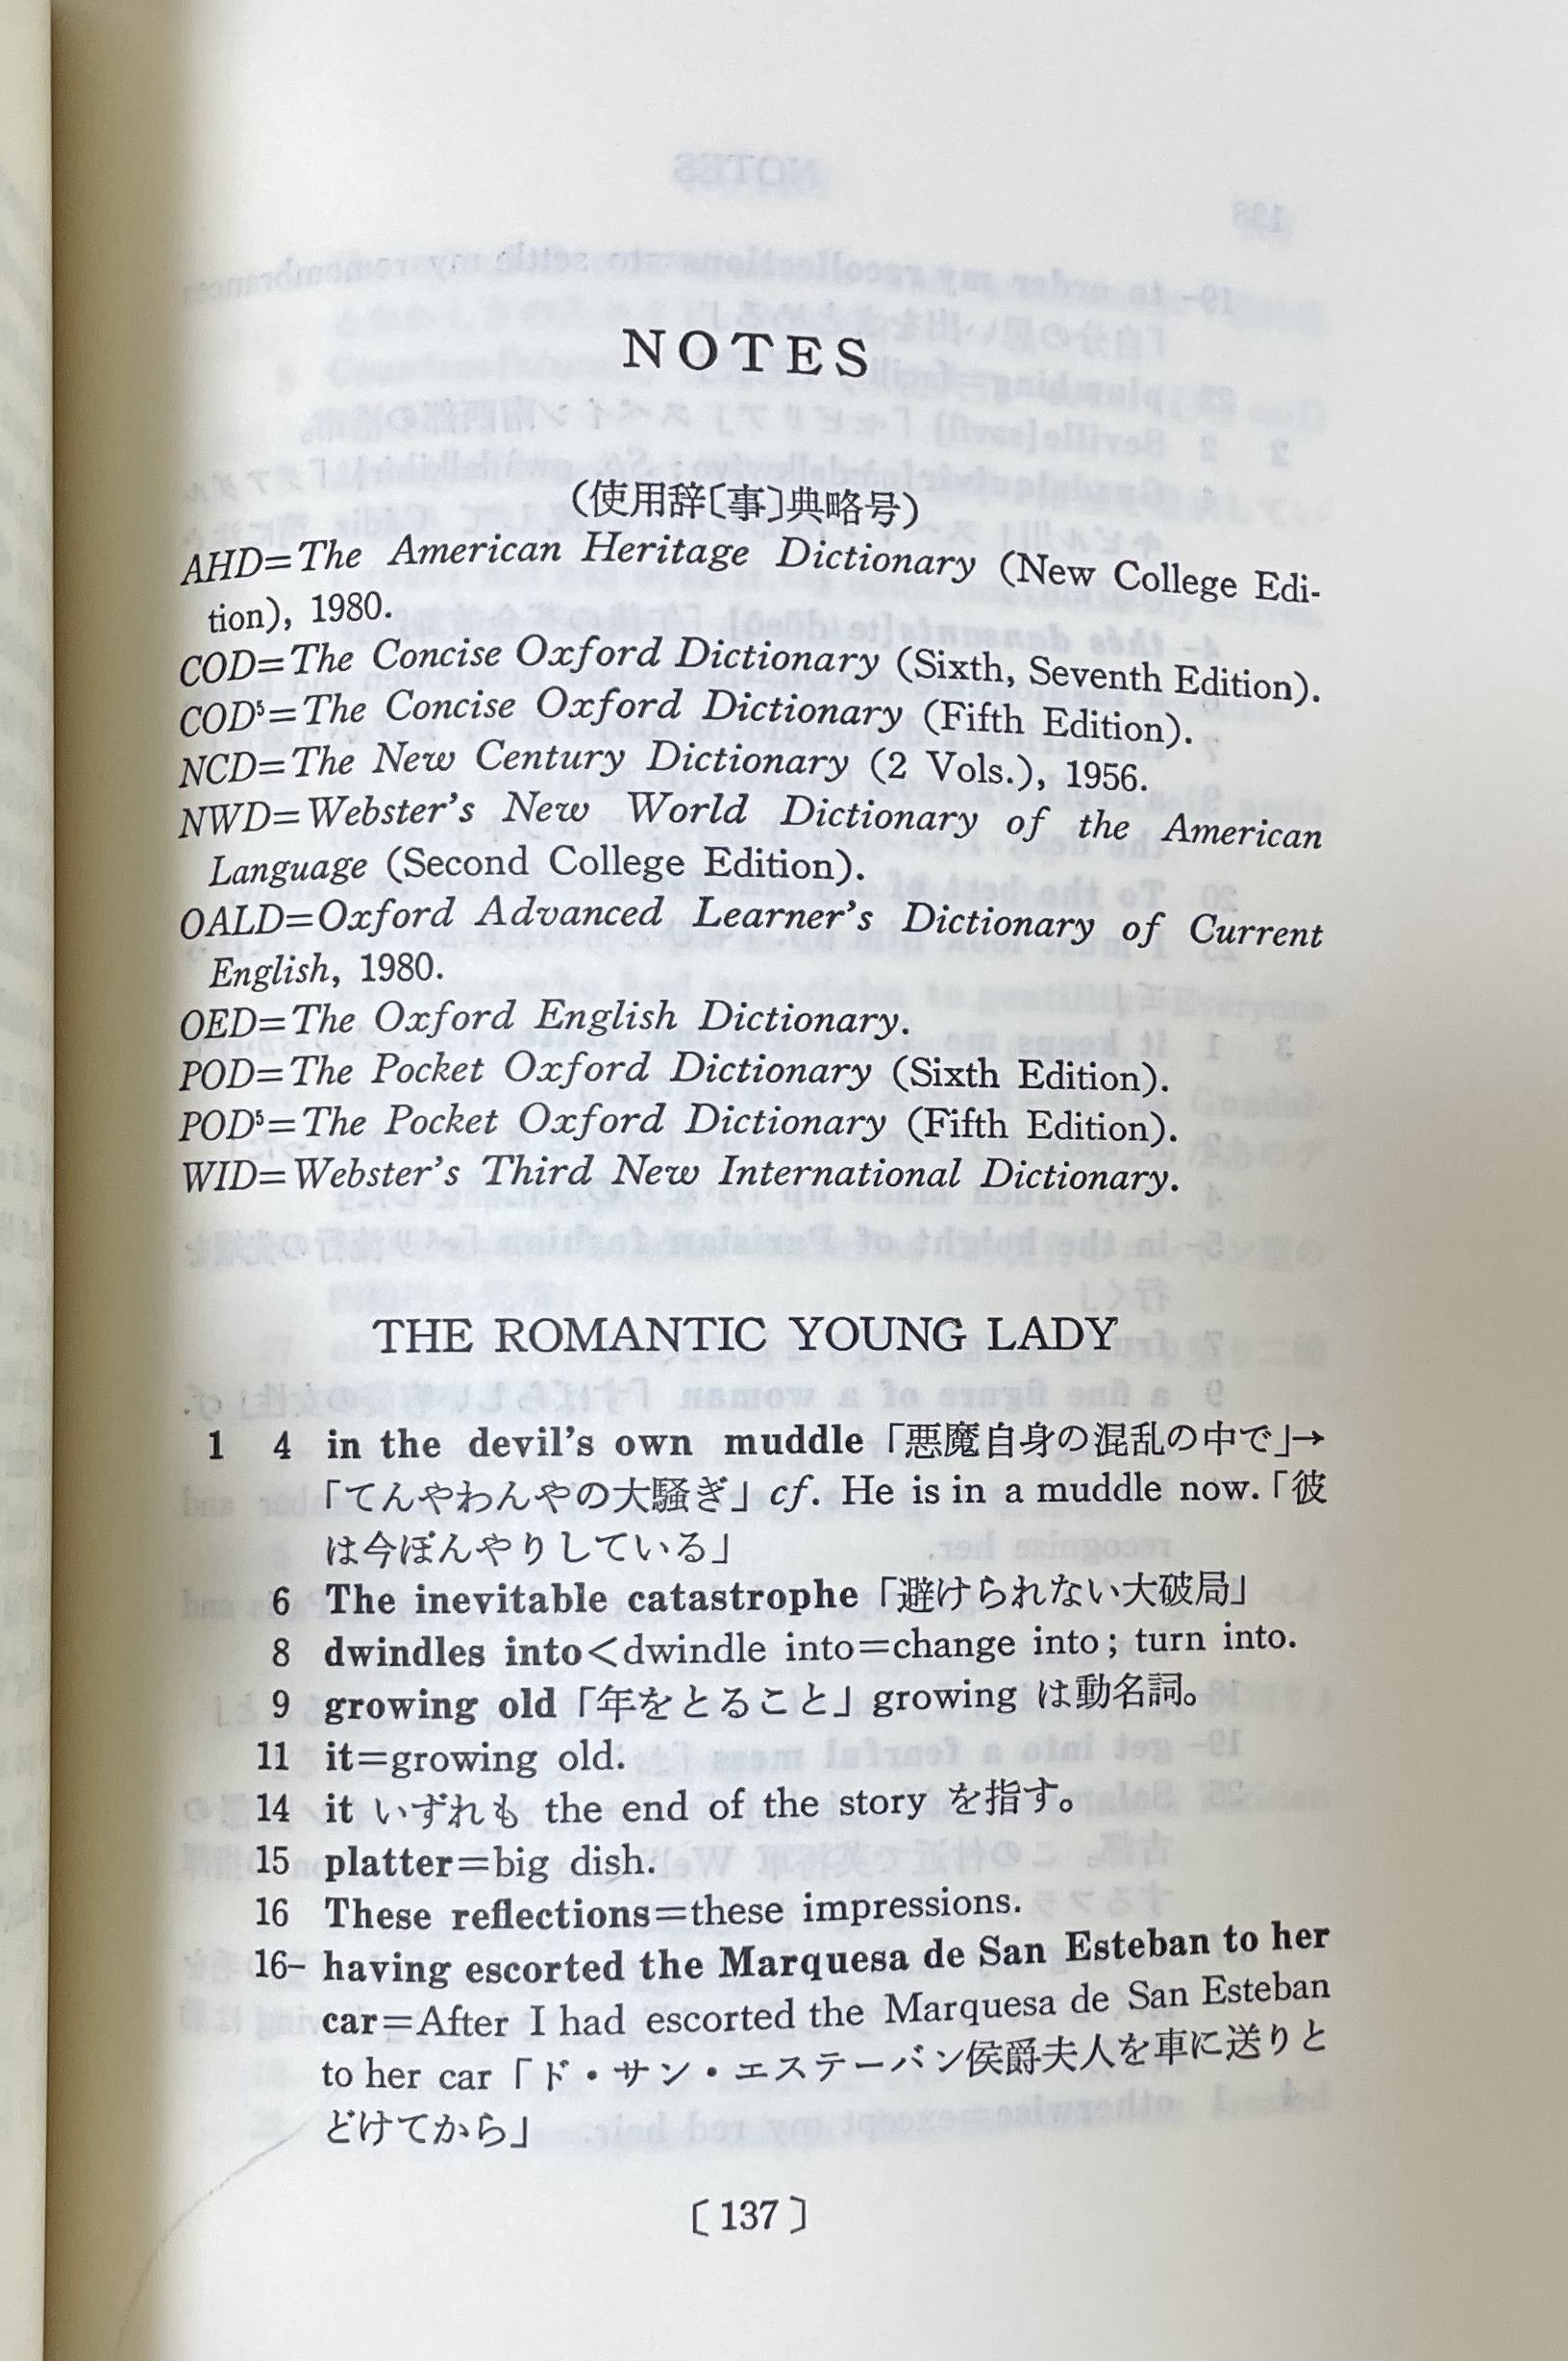 NOTES
(使用辞〔事〕典略号)
AHD=The American Heritage Dictionary (New College Edi-
tion), 1980.
COD=The Concise Oxford Dictionary (Sixth, Seventh Edition).
COD⁵=The Concise Oxford Dictionary (Fifth Edition).
NCD=The New Century Dictionary (2 Vols.), 1956.
NWD=Webster's New World Dictionary of the American
Language (Second College Edition).
OALD=Oxford Advanced Learner's Dictionary of Current
English, 1980.
OED=The Oxford English Dictionary.
POD=The Pocket Oxford Dictionary (Sixth Edition).
POD⁵=The Pocket Oxford Dictionary (Fifth Edition).
WID=Webster's Third New International Dictionary.
THE ROMANTIC YOUNG LADY
1 4 in the devil's own muddle「悪魔自身の混乱の中で」→
「てんやわんやの大騒ぎ」cf. He is in a muddle now.「彼
は今ぼんやりしている」
6 The inevitable catastrophe「避けられない大破局」
8 dwindles into<dwindle into=change into; turn into.
9 growing old「年をとること」growing は動名詞。
11 it=growing old.
14 it いずれも the end of the story を指す。
15 platter=big dish.
16 These reflections=these impressions.
16– having escorted the Marquesa de San Esteban to her
car=After I had escorted the Marquesa de San Esteban
to her car「ド・サン・エステーバン侯爵夫人を車に送りと
どけてから」
〔137〕